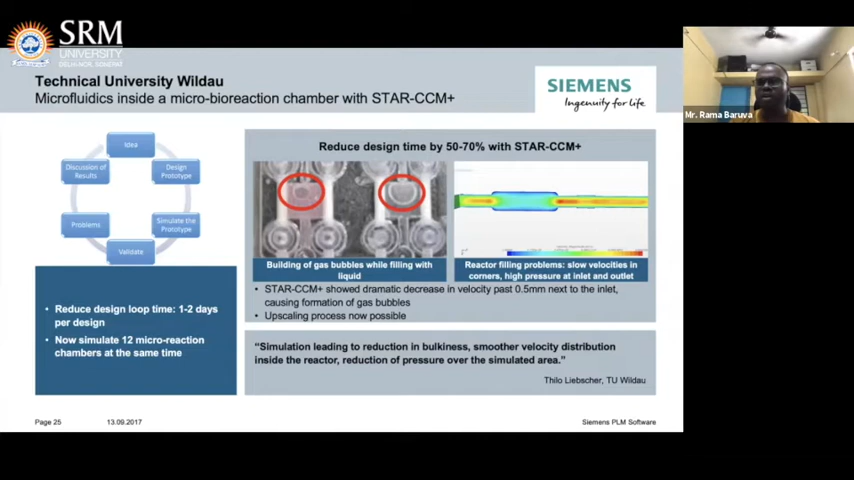 SRM
UNIVERSITY
DELHI-NCR, SONEPAT
Technical University Wildau
Microfluidics inside a micro-bioreaction chamber with STAR-CCM+
SIEMENS
Ingenuity for life
Mr. Rama Baruva
Idea
Design
Prototype
Simulate the
Prototype
Validate
Problems
Discussion of
Results
Reduce design time by 50-70% with STAR-CCM+
Building of gas bubbles while filling with
liquid
Reactor filling problems: slow velocities in
corners, high pressure at inlet and outlet
• STAR-CCM+ showed dramatic decrease in velocity past 0.5mm next to the inlet,
causing formation of gas bubbles
• Upscaling process now possible
• Reduce design loop time: 1-2 days
per design
• Now simulate 12 micro-reaction
chambers at the same time
“Simulation leading to reduction in bulkiness, smoother velocity distribution
inside the reactor, reduction of pressure over the simulated area.”
Thilo Liebscher, TU Wildau
Page 25
13.09.2017
Siemens PLM Software